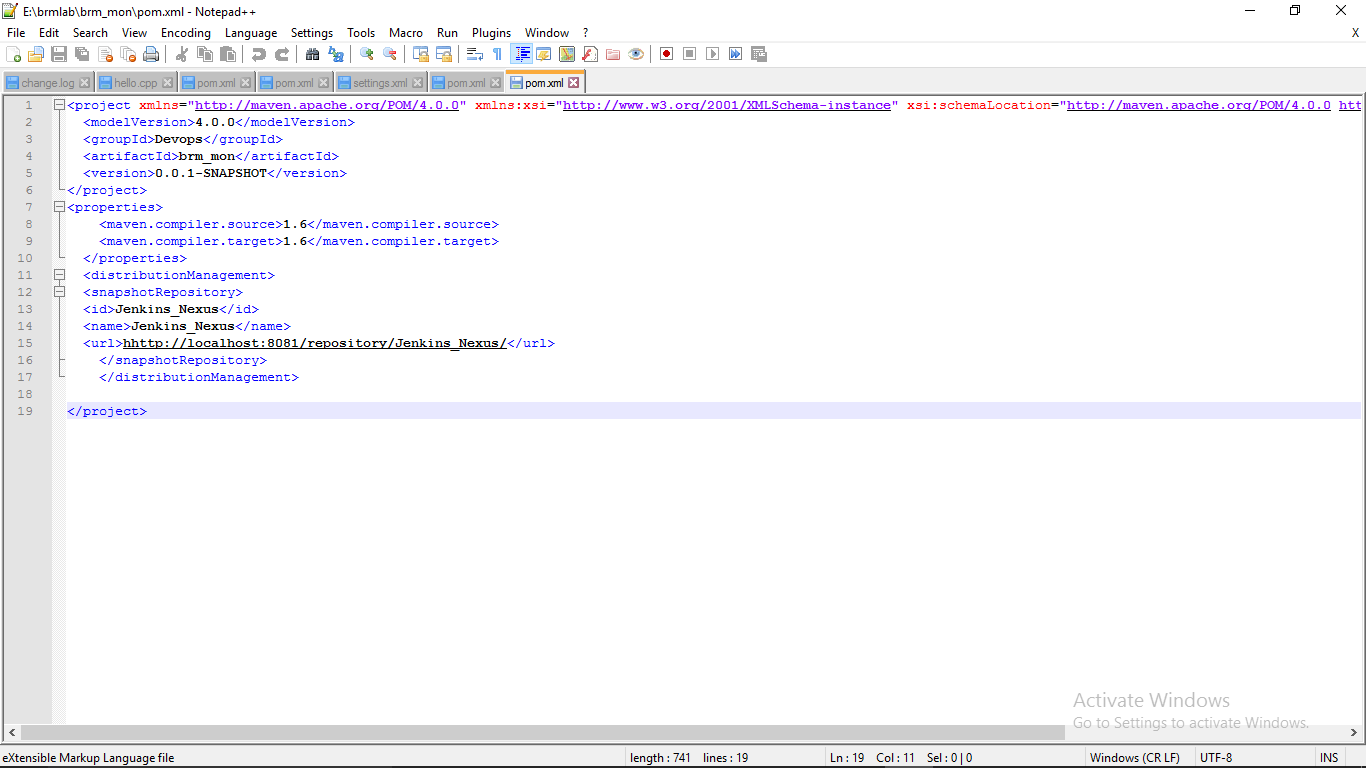 E:\brmlab\brm_mon\pom.xml - Notepad++
File Edit Search View Encoding Language Settings Tools Macro Run Plugins Window ? X
change.log hello.cpp pom.xml pom.xml settings.xml pom.xml pom.xml
1 <project xmlns="http://maven.apache.org/POM/4.0.0" xmlns:xsi="http://www.w3.org/2001/XMLSchema-instance" xsi:schemaLocation="http://maven.apache.org/POM/4.0.0 htt
2 <modelVersion>4.0.0</modelVersion>
3 <groupId>Devops</groupId>
4 <artifactId>brm_mon</artifactId>
5 <version>0.0.1-SNAPSHOT</version>
6 </project>
7 <properties>
8 <maven.compiler.source>1.6</maven.compiler.source>
9 <maven.compiler.target>1.6</maven.compiler.target>
10 </properties>
11 <distributionManagement>
12 <snapshotRepository>
13 <id>Jenkins_Nexus</id>
14 <name>Jenkins_Nexus</name>
15 <url>hhttp://localhost:8081/repository/Jenkins_Nexus/</url>
16 </snapshotRepository>
17 </distributionManagement>
18
19 </project>
Activate Windows
Go to Settings to activate Windows.
eXtensible Markup Language file length : 741 lines : 19 Ln : 19 Col : 11 Sel : 0 | 0 Windows (CR LF) UTF-8 INS